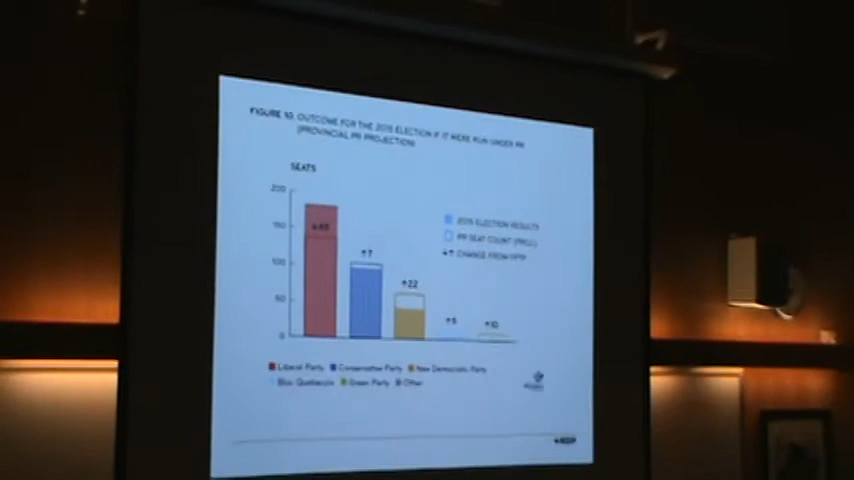 FIGURE 10. OUTCOME FOR THE 2015 ELECTION IF IT WERE RUN UNDER PR
(PROVINCIAL PR PROJECTION)
SEATS
200
150
100
50
0
↑7
↑22
↑10
2015 ELECTION RESULTS
PR SEAT COUNT (PROJ.)
↓↑ CHANGE FROM FPTP
Liberal Party Conservative Party New Democratic Party
Bloc Québécois Green Party Other